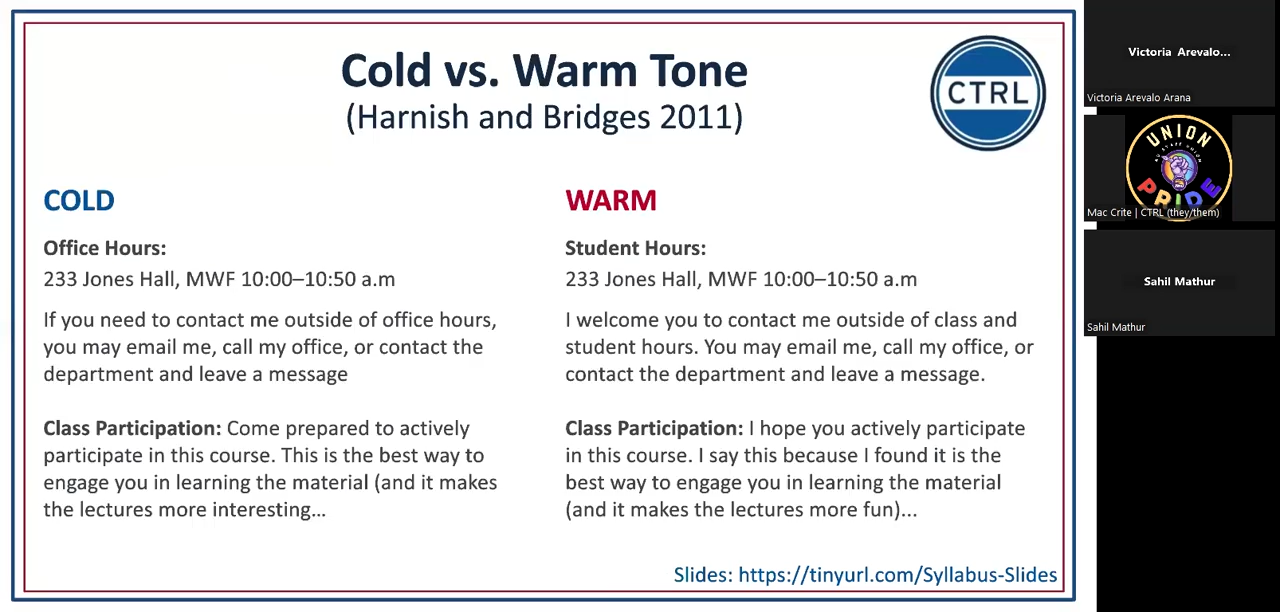 Cold vs. Warm Tone
(Harnish and Bridges 2011)
CTRL
COLD
Office Hours:
233 Jones Hall, MWF 10:00–10:50 a.m
If you need to contact me outside of office hours,
you may email me, call my office, or contact the
department and leave a message
Class Participation: Come prepared to actively
participate in this course. This is the best way to
engage you in learning the material (and it makes
the lectures more interesting…
WARM
Student Hours:
233 Jones Hall, MWF 10:00–10:50 a.m
I welcome you to contact me outside of class and
student hours. You may email me, call my office, or
contact the department and leave a message.
Class Participation: I hope you actively participate
in this course. I say this because I found it is the
best way to engage you in learning the material
(and it makes the lectures more fun)...
Slides: https://tinyurl.com/Syllabus-Slides
Victoria Arevalo...
Victoria Arevalo Arana
UNION
PRIDE
Mac Crite | CTRL (they/them)
Sahil Mathur
Sahil Mathur